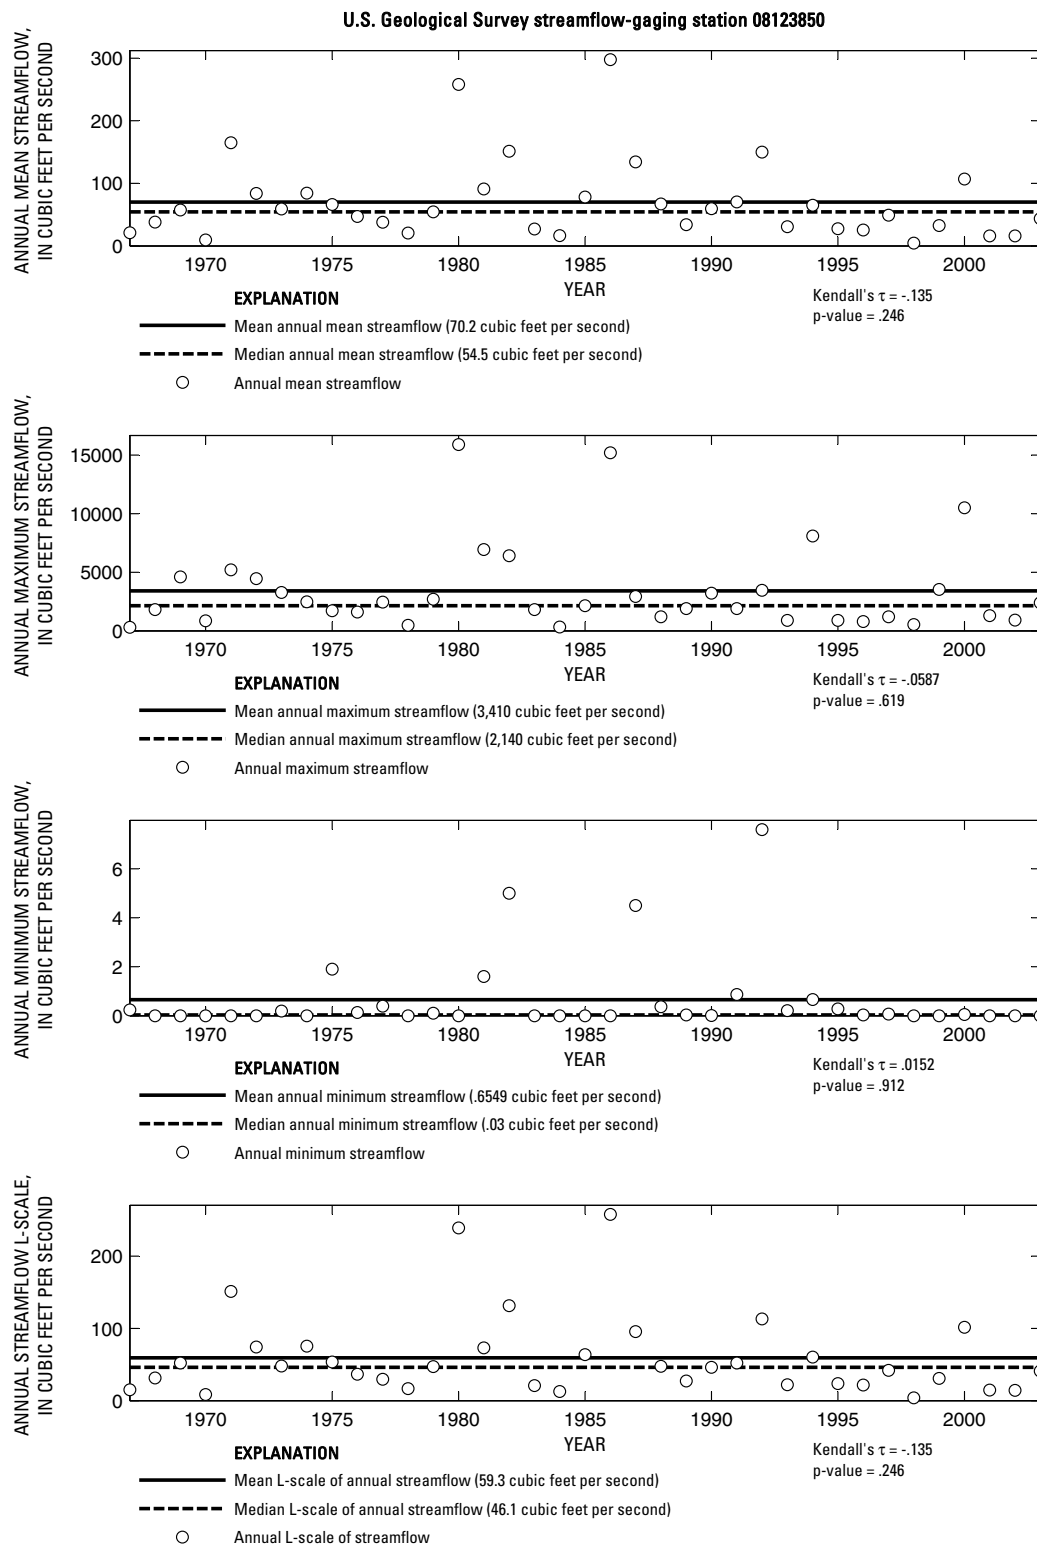 U.S. Geological Survey streamflow-gaging station 08123850
ANNUAL MEAN STREAMFLOW,
IN CUBIC FEET PER SECOND
300
200
100
0
1970 1975 1980 1985 1990 1995 2000
YEAR
Kendall's τ = -.135
p-value = .246
EXPLANATION
Mean annual mean streamflow (70.2 cubic feet per second)
Median annual mean streamflow (54.5 cubic feet per second)
Annual mean streamflow
ANNUAL MAXIMUM STREAMFLOW,
IN CUBIC FEET PER SECOND
15000
10000
5000
0
1970 1975 1980 1985 1990 1995 2000
YEAR
Kendall's τ = -.0587
p-value = .619
EXPLANATION
Mean annual maximum streamflow (3,410 cubic feet per second)
Median annual maximum streamflow (2,140 cubic feet per second)
Annual maximum streamflow
ANNUAL MINIMUM STREAMFLOW,
IN CUBIC FEET PER SECOND
6
4
2
0
1970 1975 1980 1985 1990 1995 2000
YEAR
Kendall's τ = .0152
p-value = .912
EXPLANATION
Mean annual minimum streamflow (.6549 cubic feet per second)
Median annual minimum streamflow (.03 cubic feet per second)
Annual minimum streamflow
ANNUAL STREAMFLOW L-SCALE,
IN CUBIC FEET PER SECOND
200
100
0
1970 1975 1980 1985 1990 1995 2000
YEAR
Kendall's τ = -.135
p-value = .246
EXPLANATION
Mean L-scale of annual streamflow (59.3 cubic feet per second)
Median L-scale of annual streamflow (46.1 cubic feet per second)
Annual L-scale of streamflow